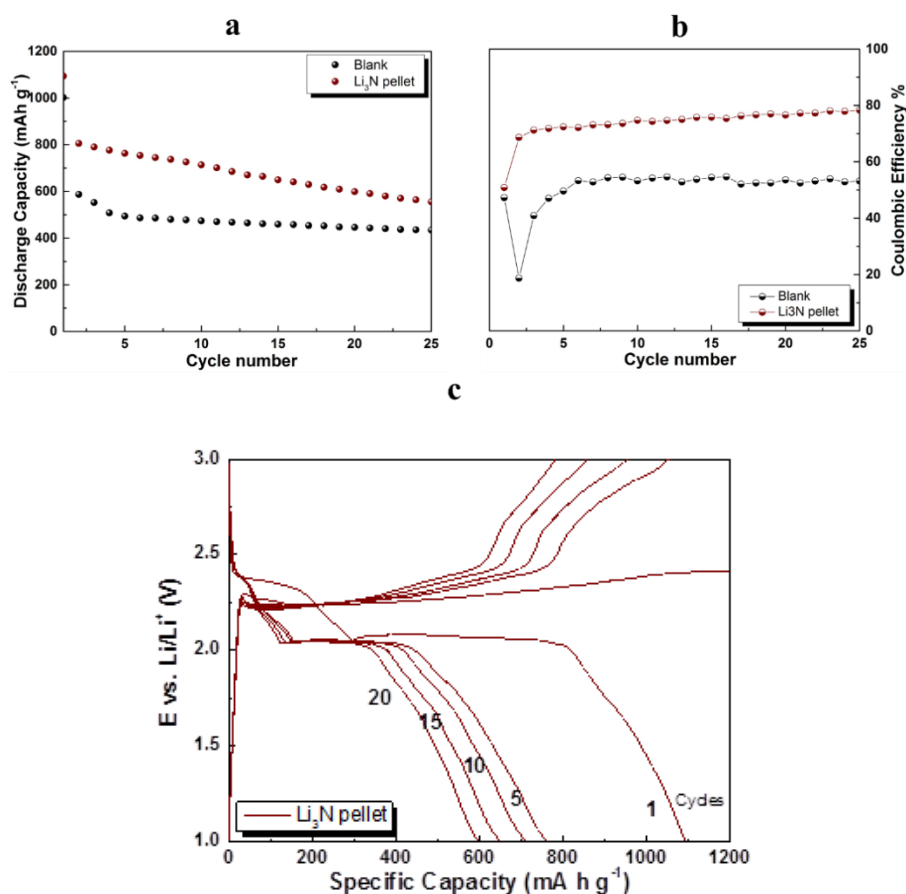 a
1200
1000
800
600
400
200
0
Discharge Capacity (mAh g⁻¹)
Blank
Li₃N pellet
5
10
15
20
25
Cycle number
b
100
80
60
40
20
0
Coulombic Efficiency %
Blank
Li3N pellet
0
5
10
15
20
25
Cycle number
c
3.0
2.5
2.0
1.5
1.0
E vs. Li/Li⁺ (V)
20
15
10
5
1 Cycles
Li₃N pellet
0
200
400
600
800
1000
1200
Specific Capacity (mA h g⁻¹)